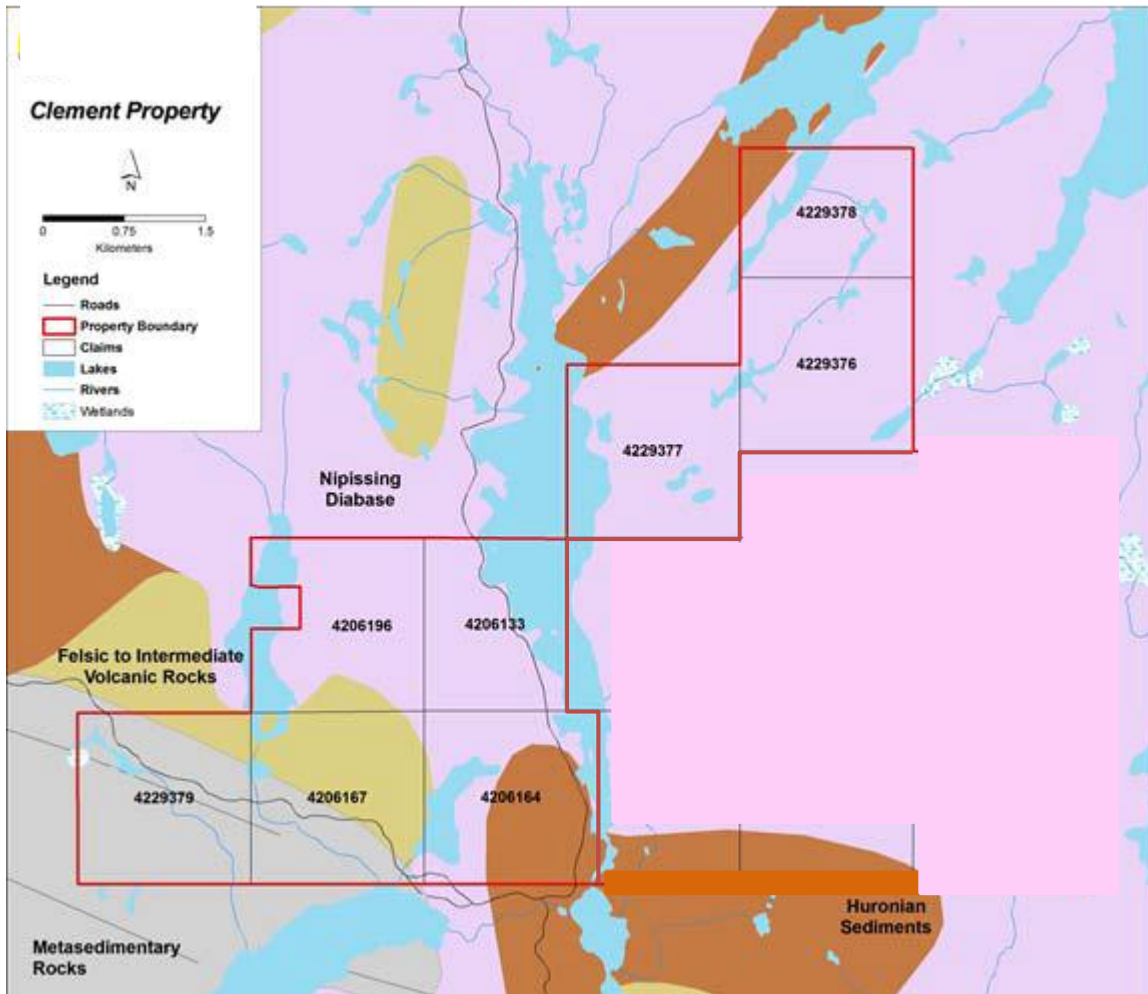 Clement Property
N
0 0.75 1.5
Kilometers
Legend
Roads
Property Boundary
Claims
Lakes
Rivers
Wetlands
4229378
4229376
4229377
Nipissing
Diabase
4206196
4206133
Felsic to Intermediate
Volcanic Rocks
4229379
4206167
4206164
Huronian
Sediments
Metasedimentary
Rocks